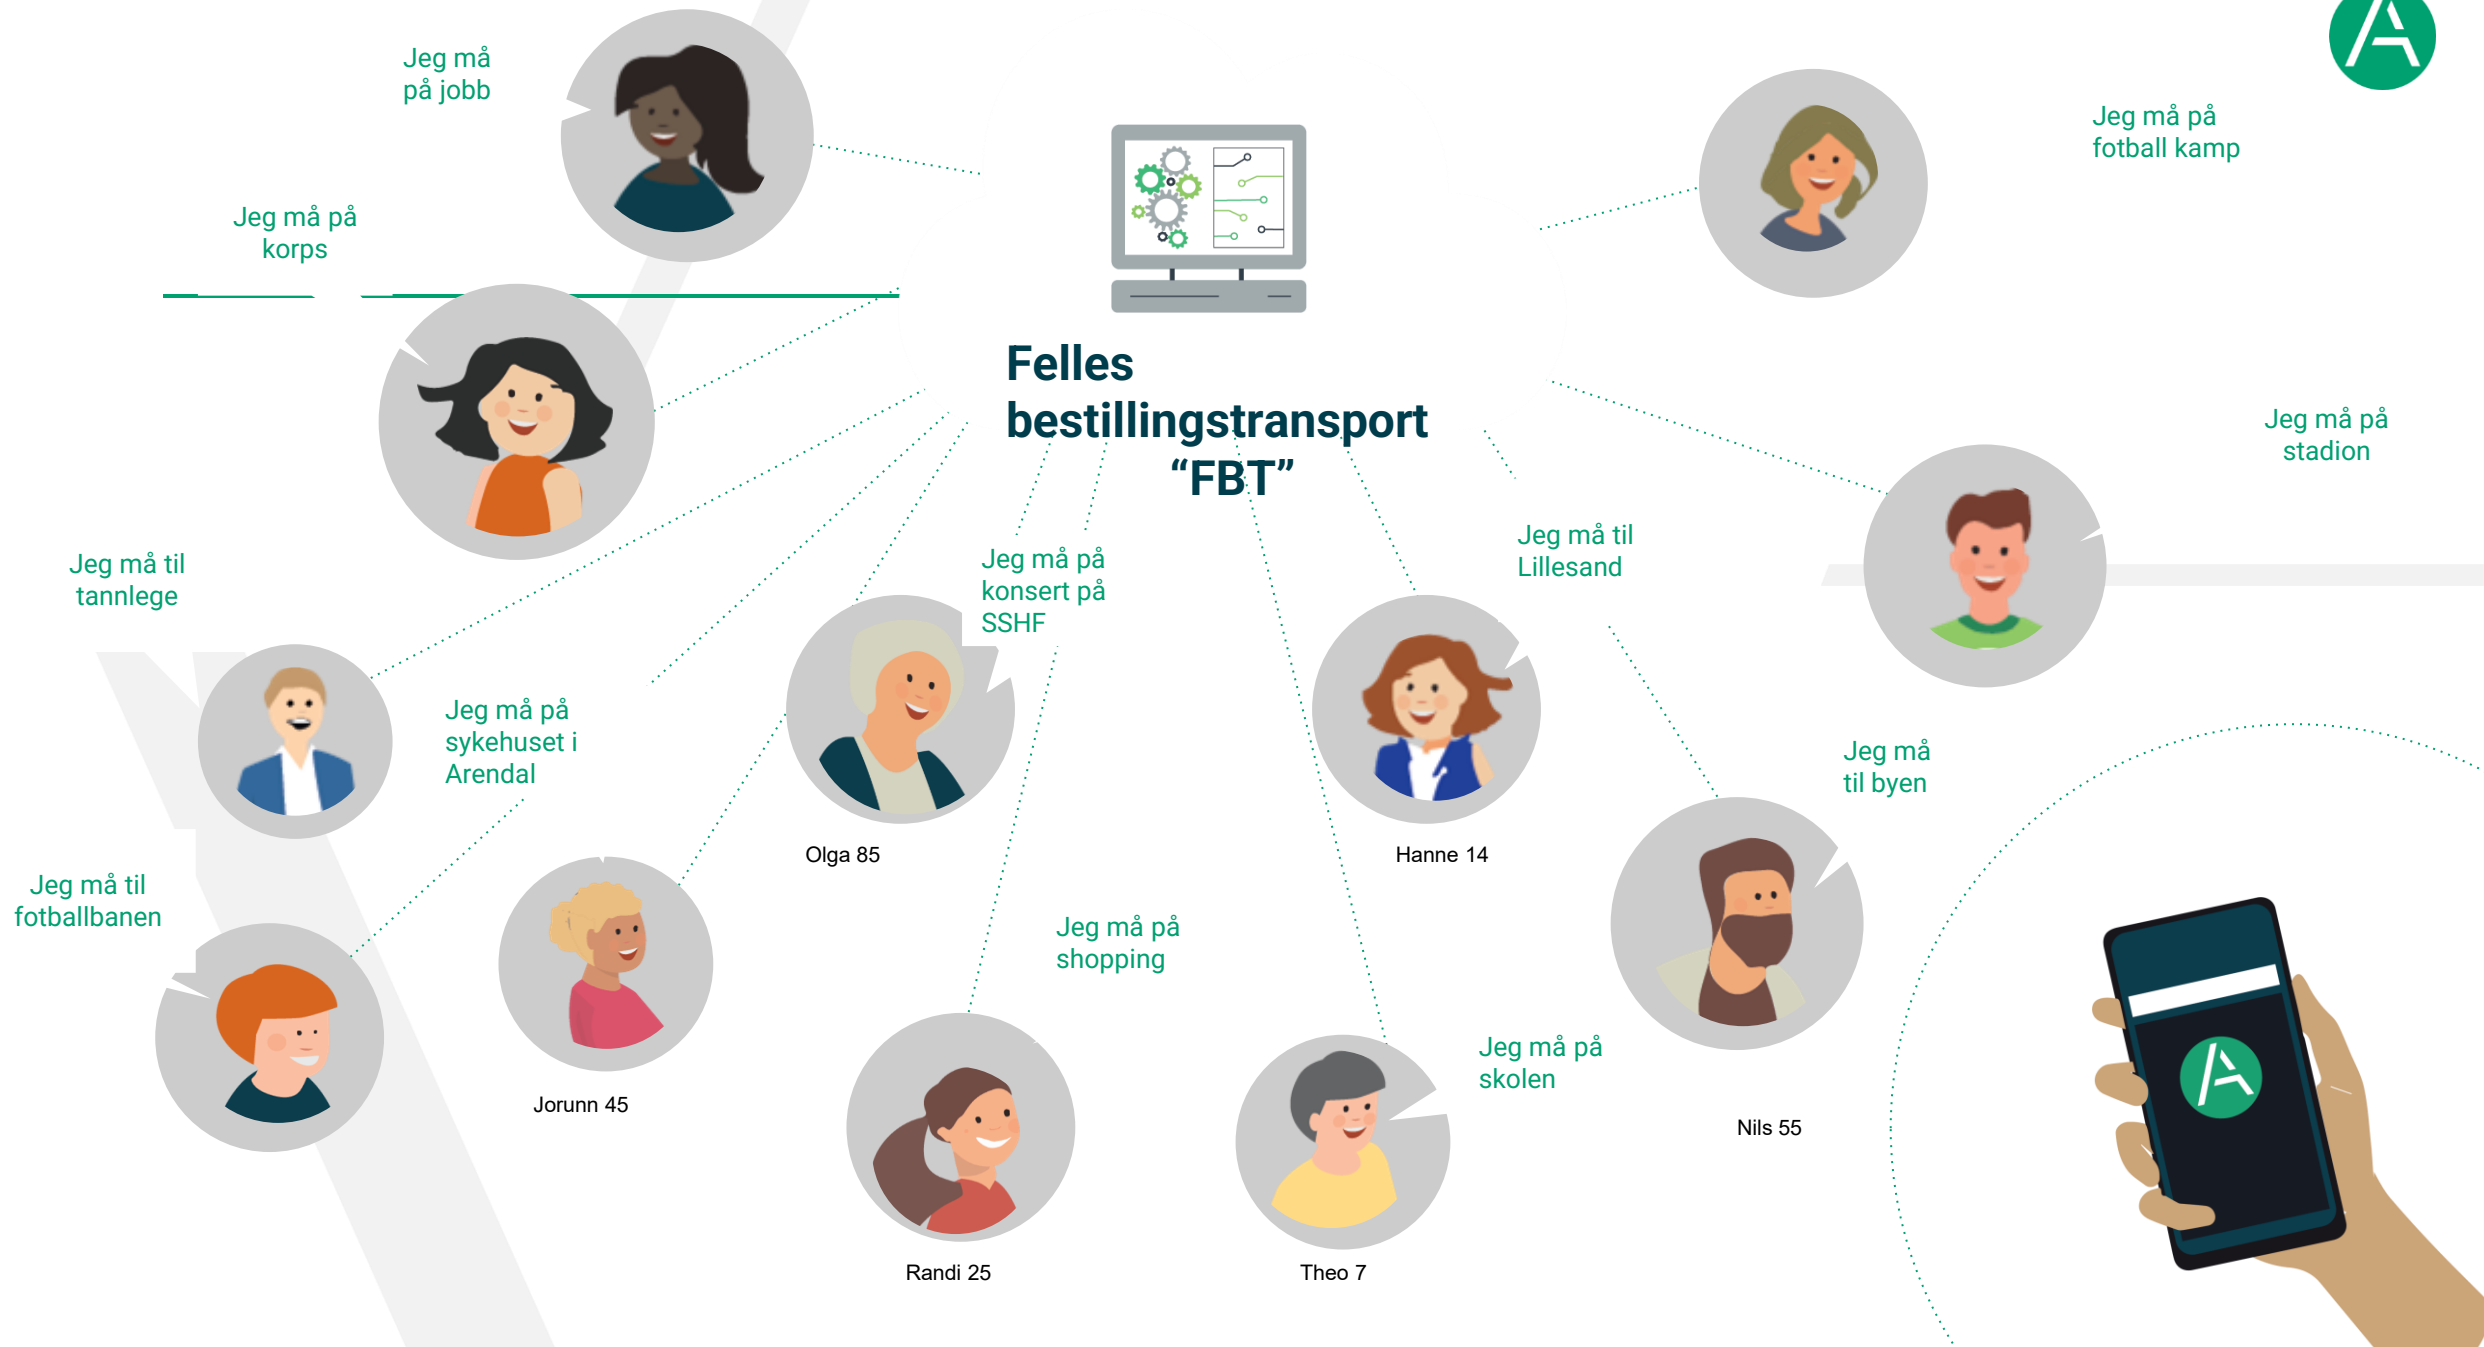 Jeg må
på jobb
Jeg må på
fotball kamp
Jeg må på
korps
Felles
bestillingstransport
“FBT”
Jeg må på
stadion
Jeg må til
tannlege
Jeg må på
konsert på
SSHF
Jeg må til
Lillesand
Jeg må på
sykehuset i
Arendal
Jeg må
til byen
Olga 85
Hanne 14
Jeg må til
fotballbanen
Jeg må på
shopping
Jeg må på
skolen
Jorunn 45
Nils 55
Randi 25
Theo 7